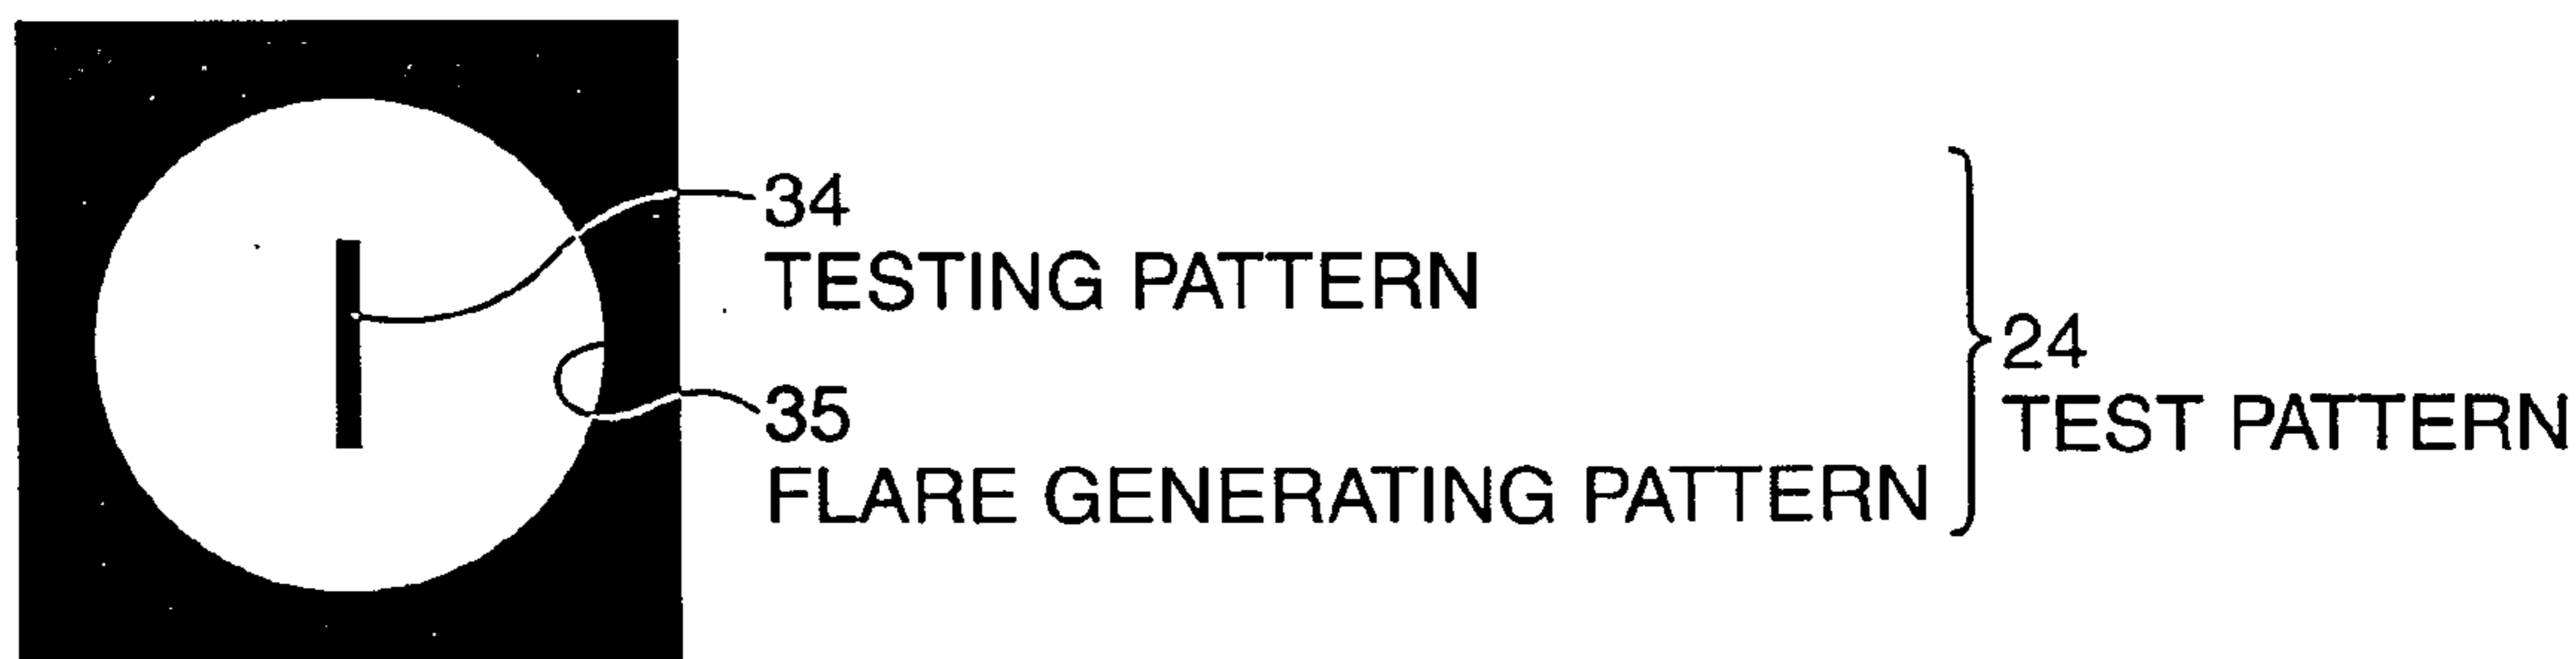 34
TESTING PATTERN
35
FLARE GENERATING PATTERN
24
TEST PATTERN